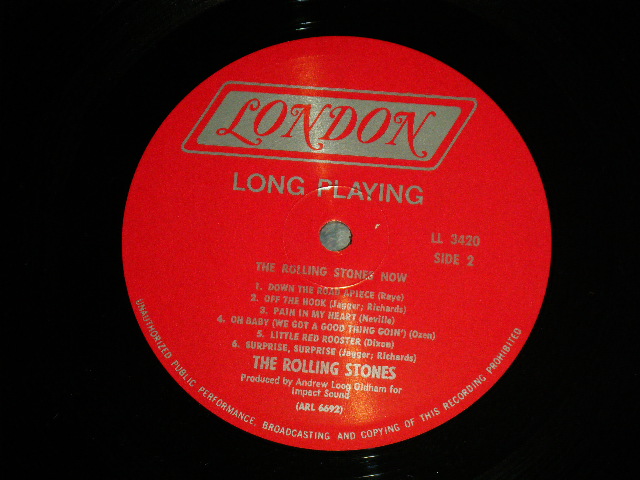 LONDON
LONG PLAYING
LL 3420
SIDE 2
THE ROLLING STONES NOW
1. DOWN THE ROAD APIECE (Raye)
2. OFF THE HOOK (Jagger; Richards)
3. PAIN IN MY HEART (Neville)
4. OH BABY (WE GOT A GOOD THING GOIN') (Ozen)
5. LITTLE RED ROOSTER (Dixon)
6. SURPRISE, SURPRISE (Jagger; Richards)
THE ROLLING STONES
Produced by Andrew Loog Oldham for
Impact Sound
(ARL 6692)
UNAUTHORIZED PUBLIC PERFORMANCE, BROADCASTING AND COPYING OF THIS RECORDING PROHIBITED